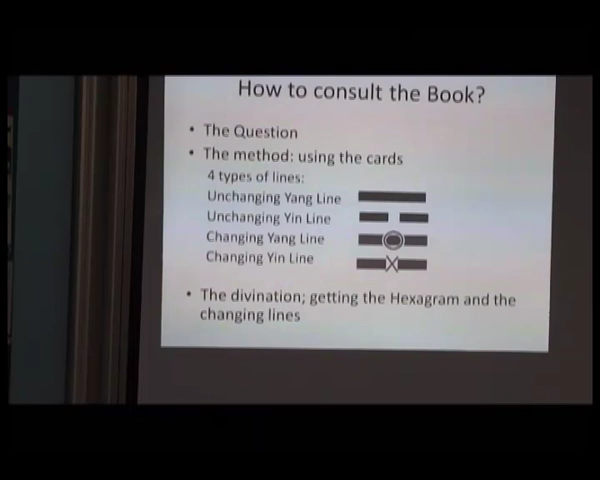 How to consult the Book?
• The Question
• The method: using the cards
4 types of lines:
Unchanging Yang Line
Unchanging Yin Line
Changing Yang Line
Changing Yin Line
• The divination; getting the Hexagram and the
changing lines